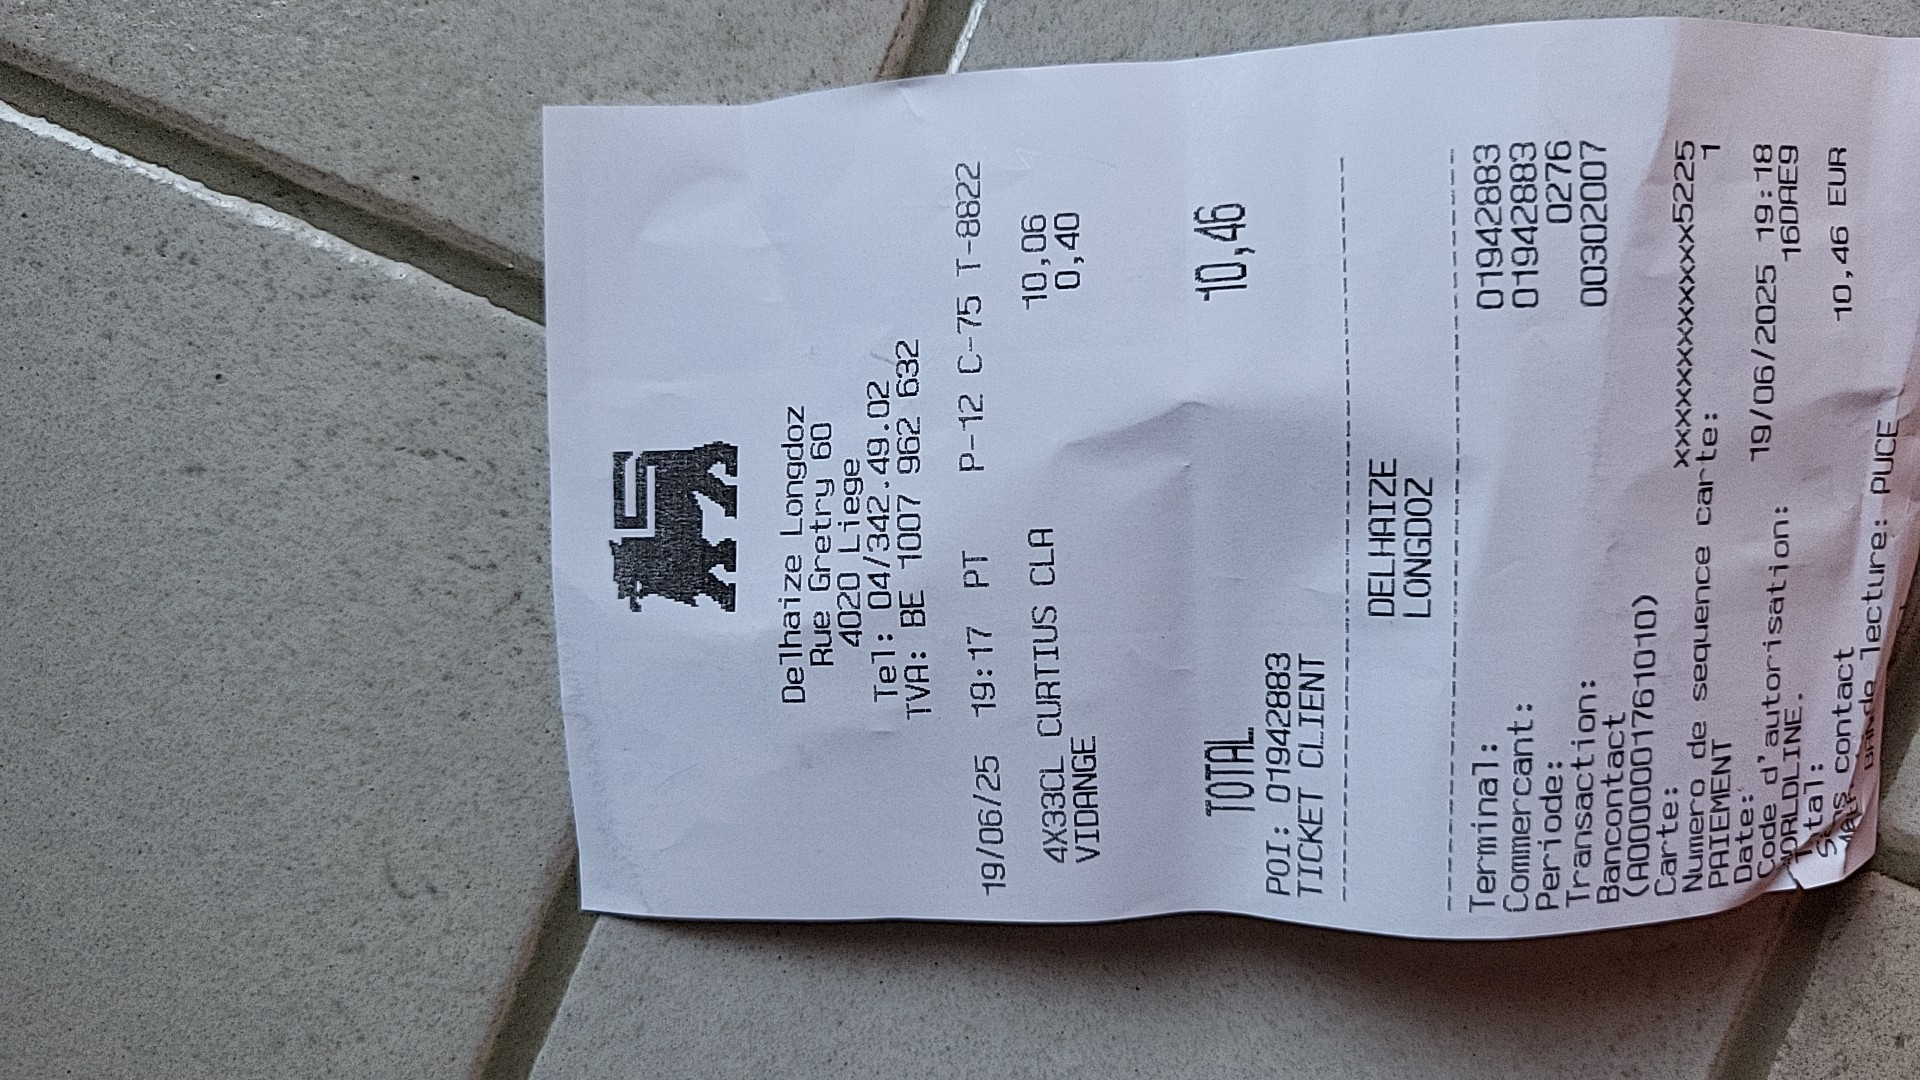 Delhaize Longdoz
Rue Gretry 60
4020 Liege
Tel: 04/342.49.02
TVA: BE 1007 962 632
19/06/25 19:17 PT P-12 C-75 T-8822
4X33CL CURTIUS CLA 10,06
VIDANGE 0,40
TOTAL 10,46
POI: 01942883
TICKET CLIENT
DELHAIZE
LONGDOZ
Terminal: 01942883
Commercant: 01942883
Periode: 0276
Transaction: 00302007
Bancontact
(A0000001761010)
Carte: xxxxxxxxxxxxxxx5225
Numero de sequence carte: 1
PAIEMENT
Date: 19/06/2025 19:18
Code d'autorisation: 16DAE9
WORLDLINE.
Total: 10,46 EUR
Sans contact
lecture: PUCE